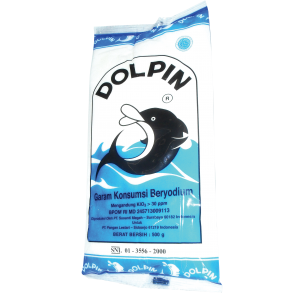 DOLPIN
®
Garam Konsumsi Beryodium
Mengandung KIO₃ > 30 ppm
BERAT BERSIH : 500 g
SNI. 01 - 3556 - 2000
DOLPIN